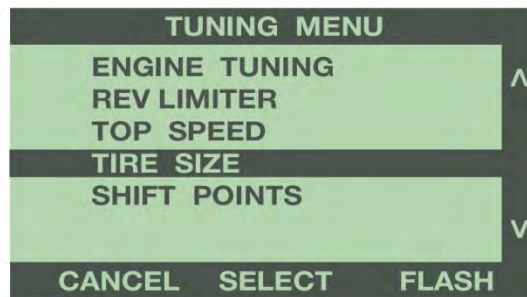 TUNING MENU
ENGINE TUNING
REV LIMITER
TOP SPEED
TIRE SIZE
SHIFT POINTS
CANCEL SELECT FLASH